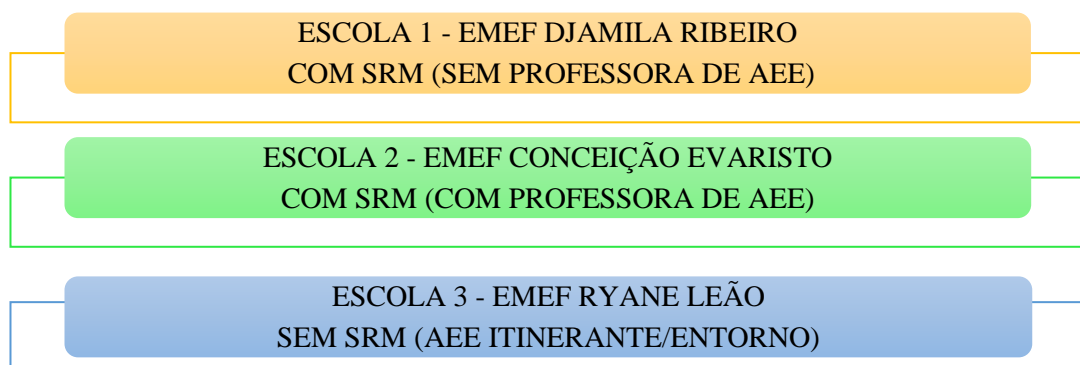 ESCOLA 1 - EMEF DJAMILA RIBEIRO
COM SRM (SEM PROFESSORA DE AEE)
ESCOLA 2 - EMEF CONCEIÇÃO EVARISTO
COM SRM (COM PROFESSORA DE AEE)
ESCOLA 3 - EMEF RYANE LEÃO
SEM SRM (AEE ITINERANTE/ENTORNO)